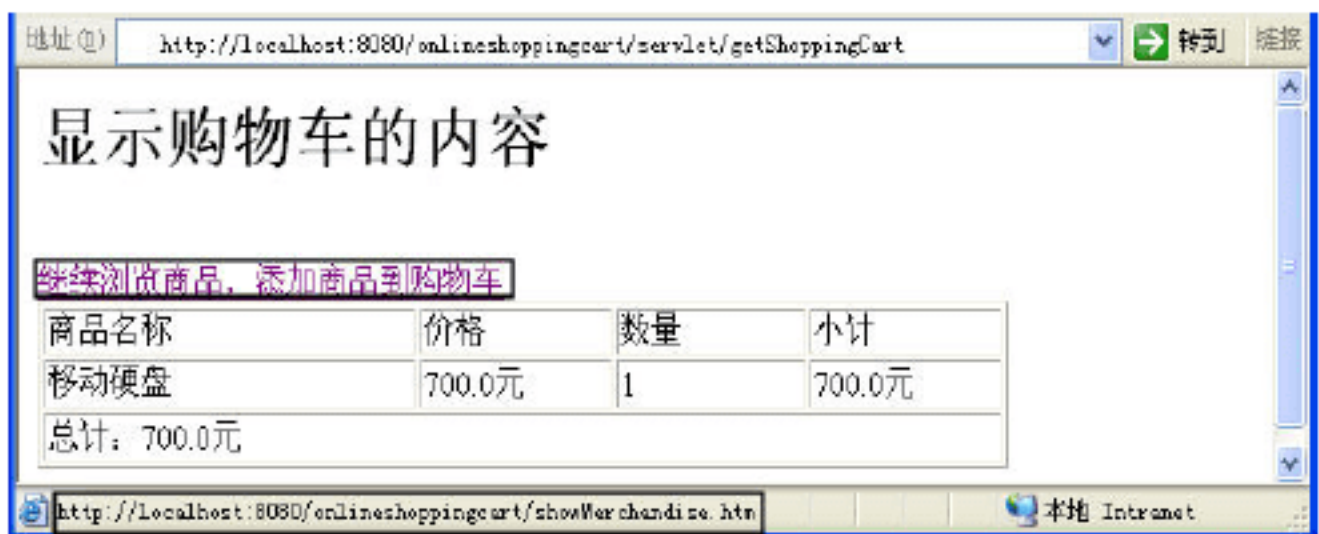 地址(D) http://localhost:8080/onlineshoppingcart/servlet/getShoppingCart 转到 链接
显示购物车的内容
继续浏览商品，添加商品到购物车
商品名称 价格 数量 小计
移动硬盘 700.0元 1 700.0元
总计：700.0元
http://localhost:8080/onlineshoppingcart/showMerchandise.htm 本地 Intranet